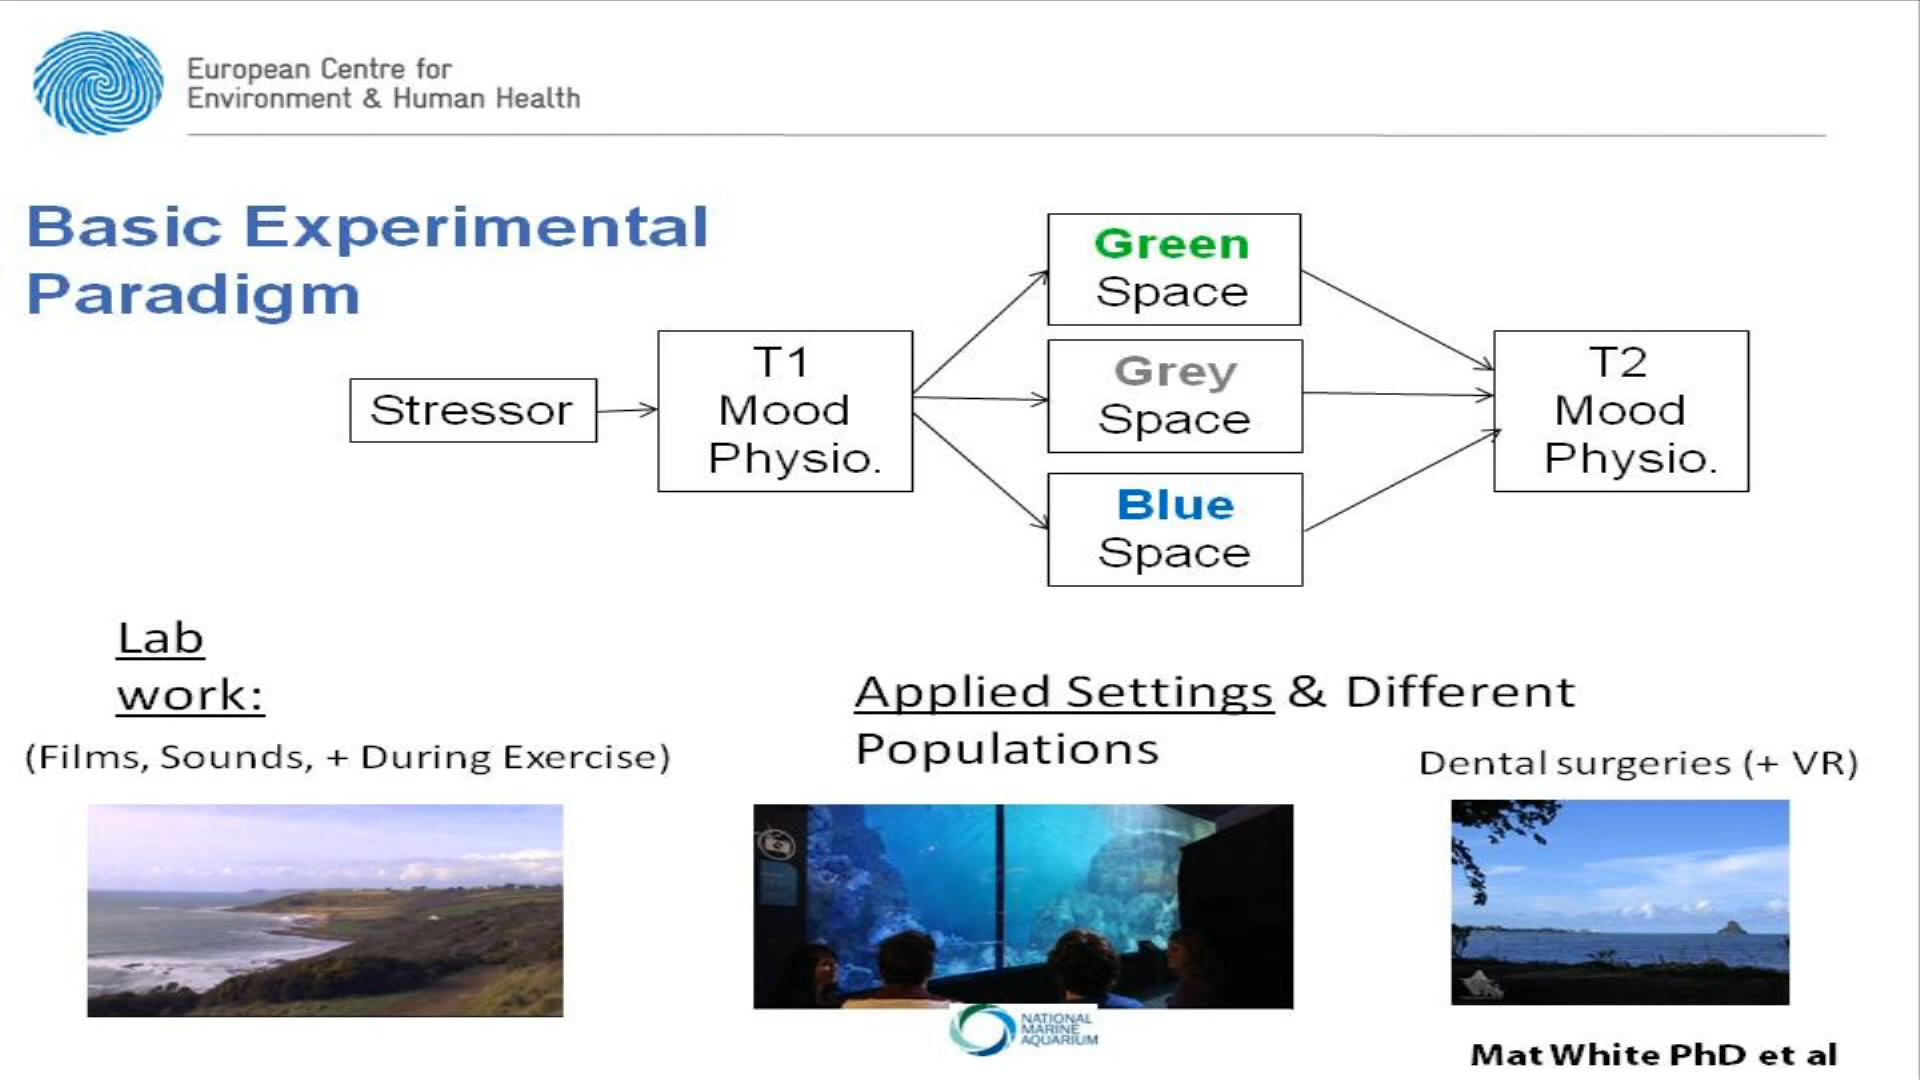 European Centre for
Environment & Human Health
Basic Experimental
Paradigm
Stressor
T1
Mood
Physio.
Green
Space
Grey
Space
Blue
Space
T2
Mood
Physio.
Lab
work:
(Films, Sounds, + During Exercise)
Applied Settings & Different
Populations
Dental surgeries (+ VR)
NATIONAL
MARINE
AQUARIUM
Mat White PhD et al